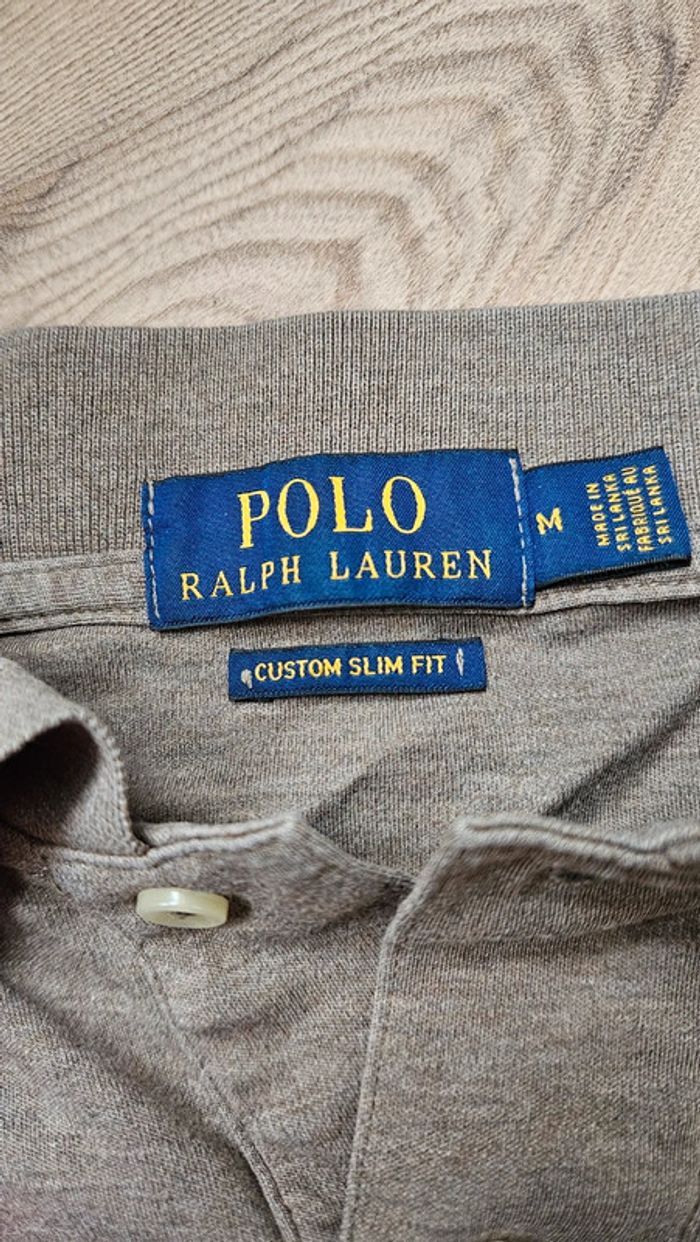 POLO
RALPH LAUREN
M
MADE IN
SRI LANKA
FABRIQUÉ AU
SRI LANKA
CUSTOM SLIM FIT